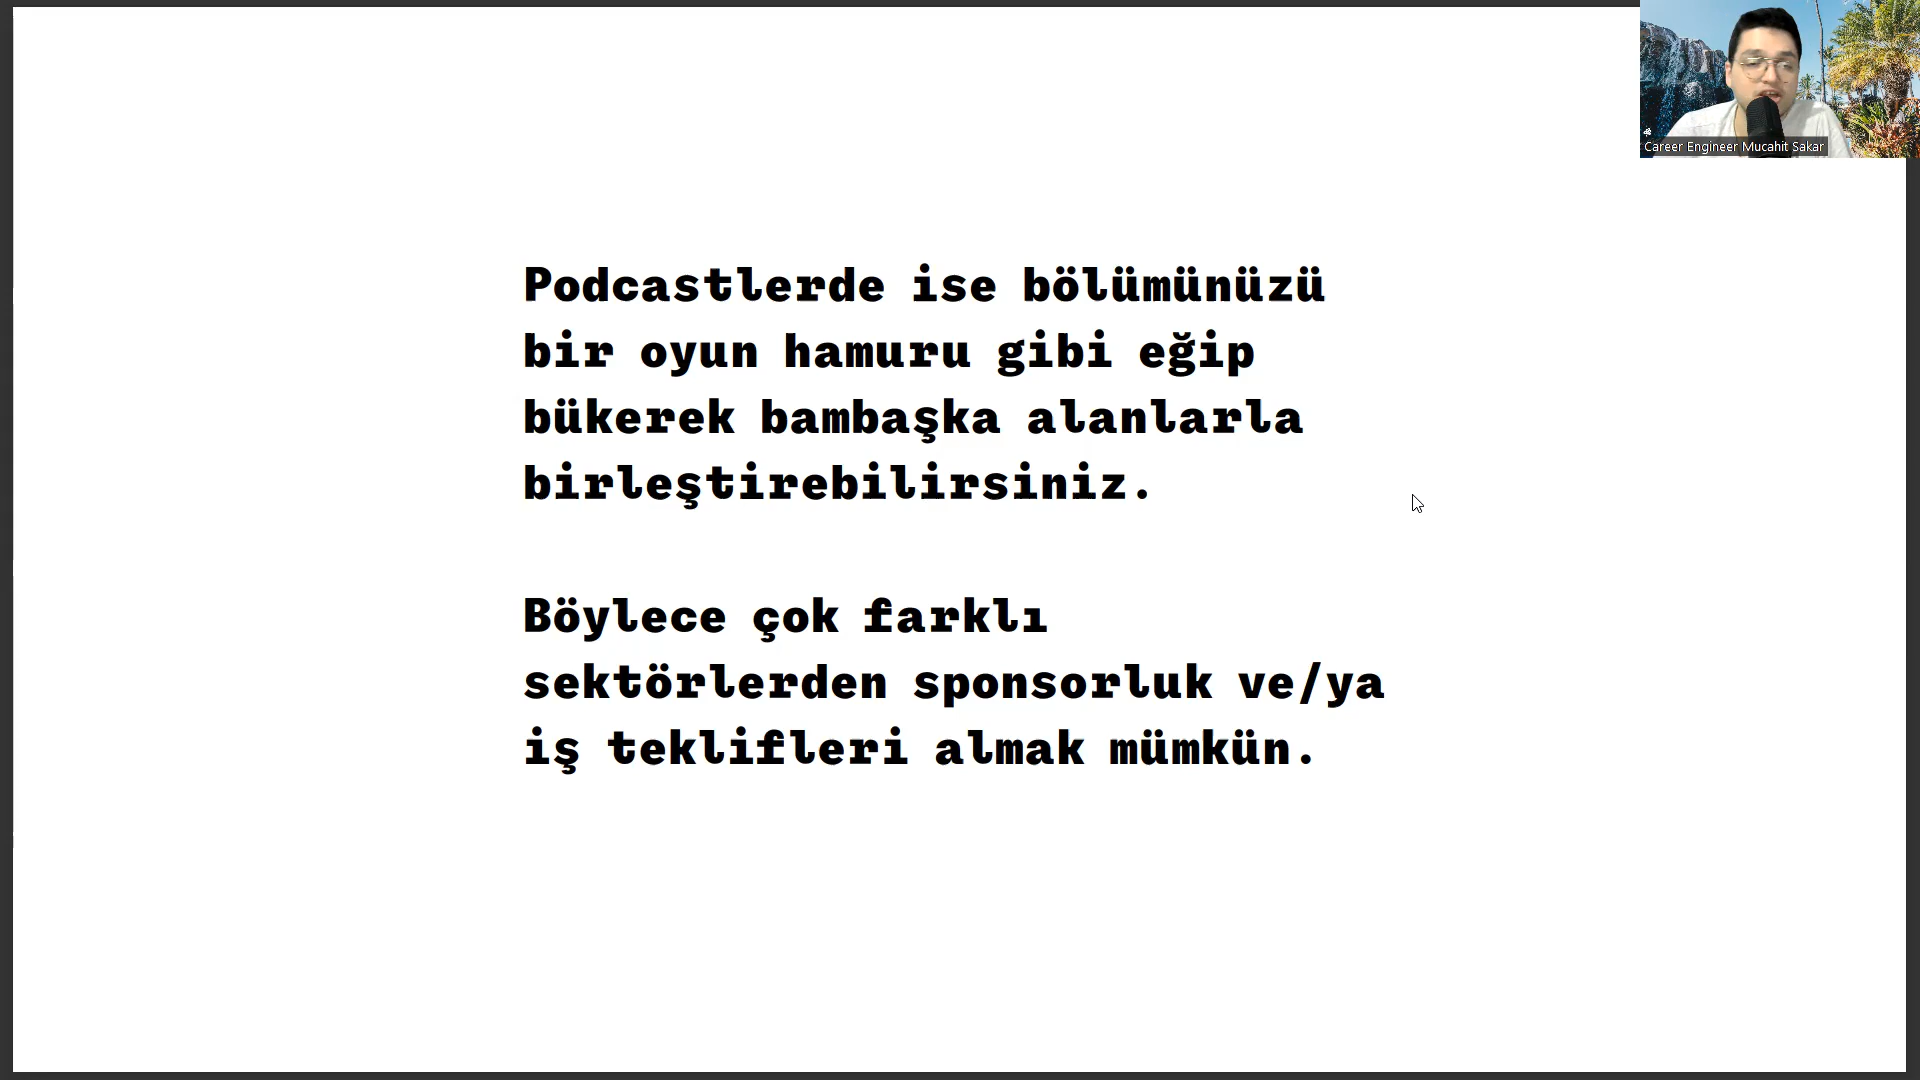 Career Engineer Mucahit Sakar
Podcastlerde ise bölümünüzü
bir oyun hamuru gibi eğip
bükerek bambaşka alanlarla
birleştirebilirsiniz.
Böylece çok farklı
sektörlerden sponsorluk ve/ya
iş teklifleri almak mümkün.